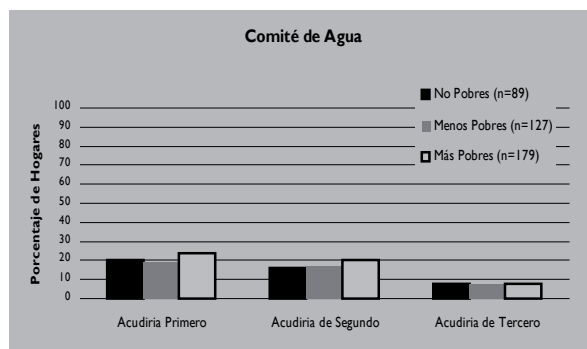 Comité de Agua
No Pobres (n=89)
Menos Pobres (n=127)
Más Pobres (n=179)
Porcentaje de Hogares
100
90
80
70
60
50
40
30
20
10
0
Acudiria Primero
Acudiria de Segundo
Acudiria de Tercero